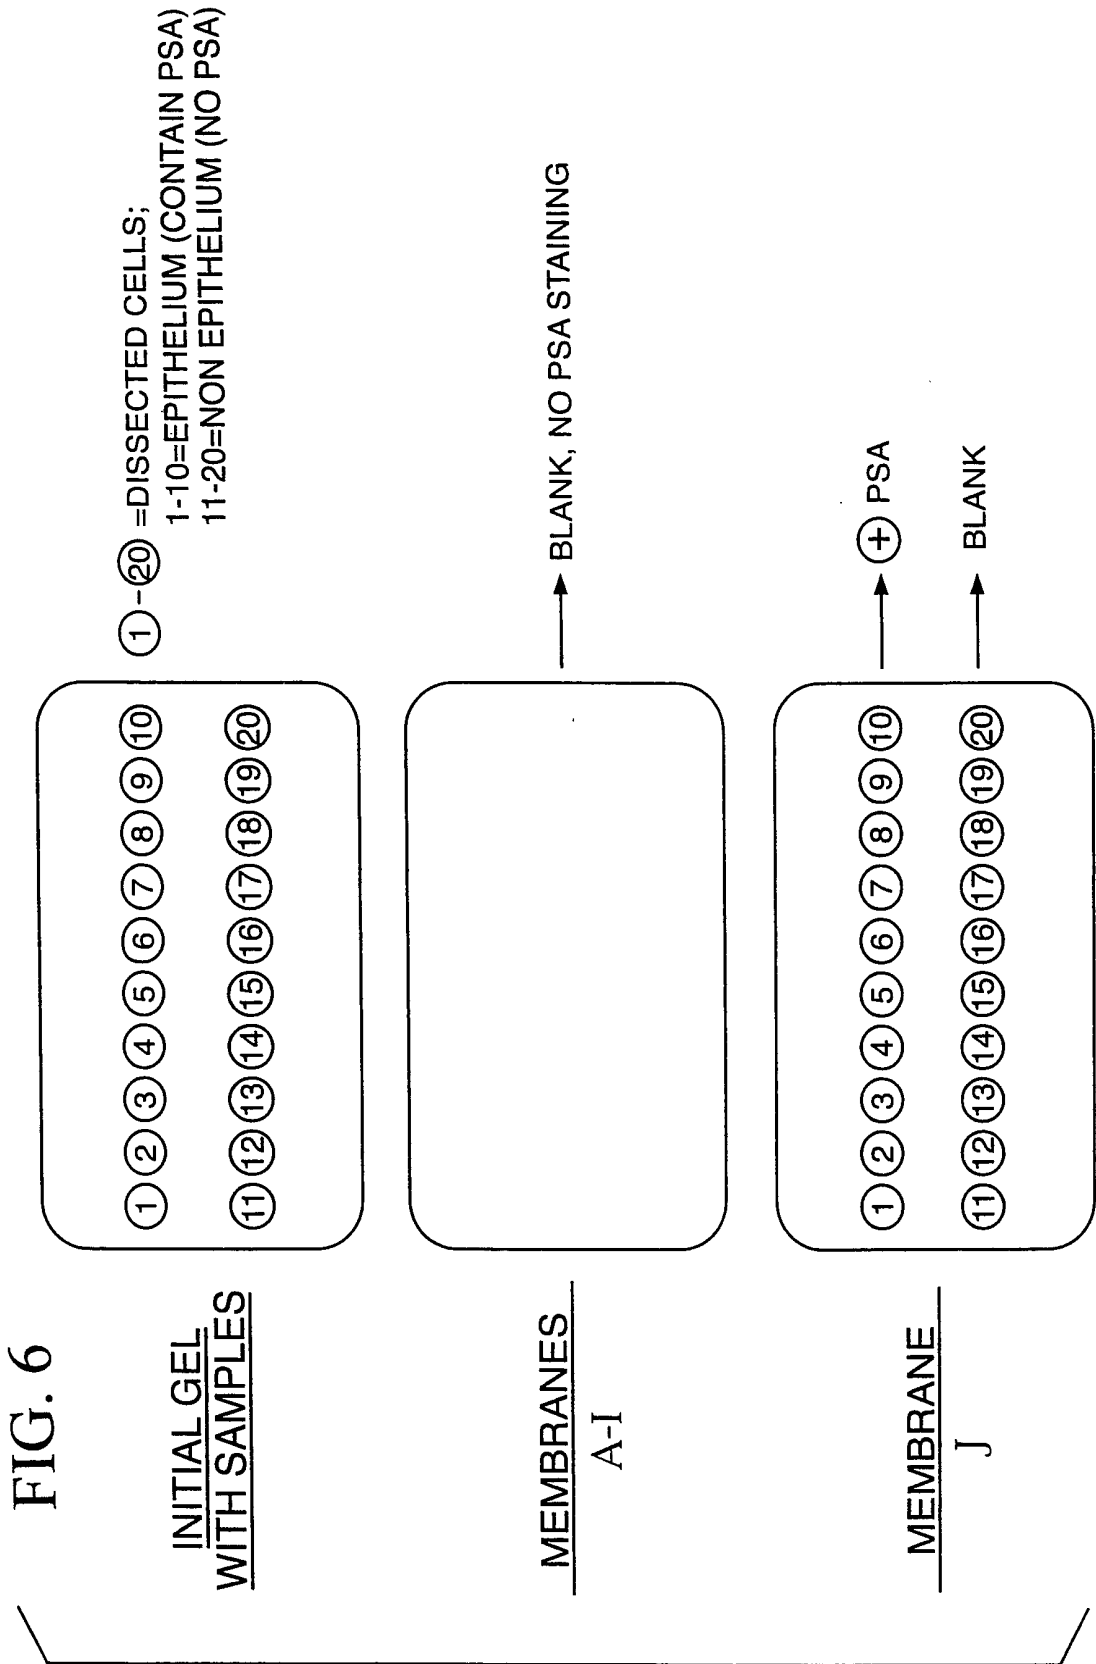 FIG. 6
INITIAL GEL
WITH SAMPLES
1 2 3 4 5 6 7 8 9 10
11 12 13 14 15 16 17 18 19 20
1-20=DISSECTED CELLS;
1-10=EPITHELIUM (CONTAIN PSA)
11-20=NON EPITHELIUM (NO PSA)
MEMBRANES
A-I
BLANK, NO PSA STAINING
MEMBRANE
J
1 2 3 4 5 6 7 8 9 10
+ PSA
11 12 13 14 15 16 17 18 19 20
BLANK